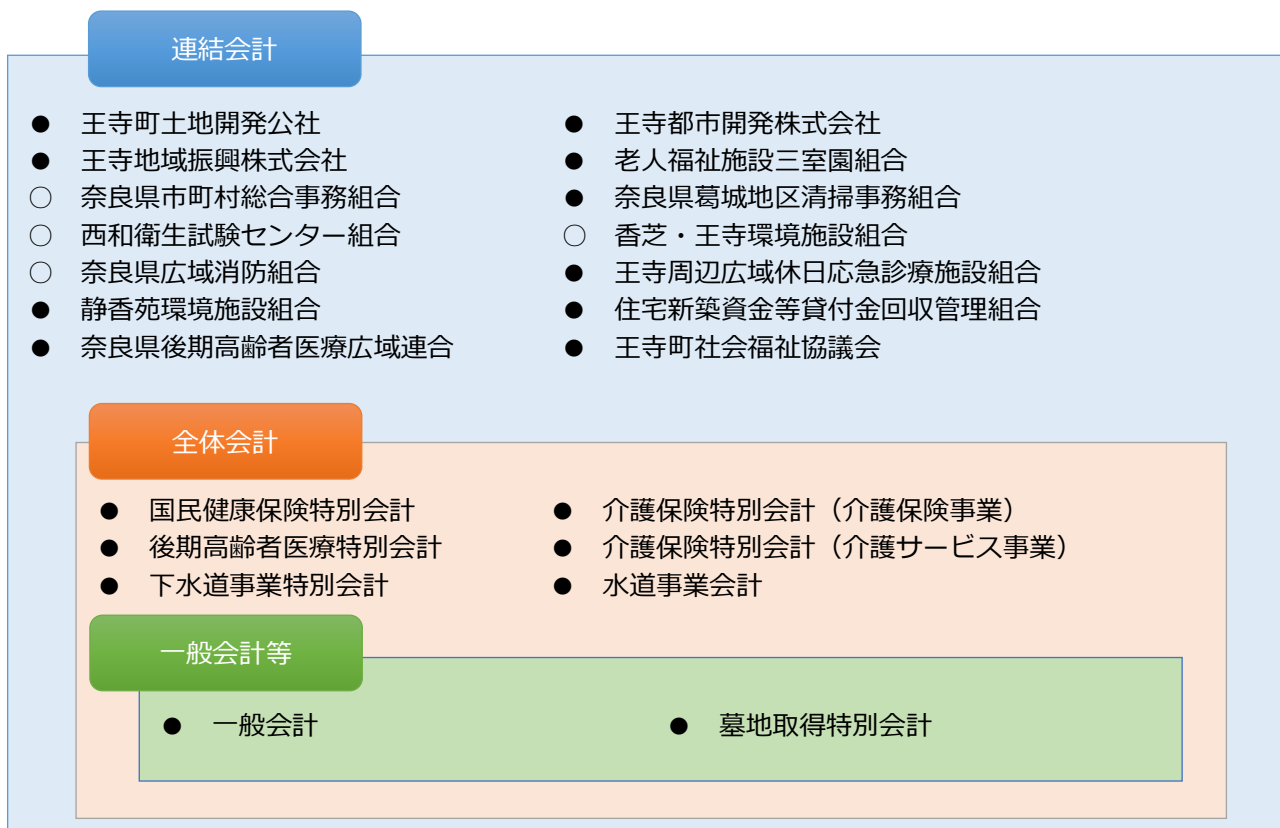 連結会計
● 王寺町土地開発公社
● 王寺地域振興株式会社
○ 奈良県市町村総合事務組合
○ 西和衛生試験センター組合
○ 奈良県広域消防組合
● 静香苑環境施設組合
● 奈良県後期高齢者医療広域連合
● 王寺都市開発株式会社
● 老人福祉施設三室園組合
● 奈良県葛城地区清掃事務組合
○ 香芝・王寺環境施設組合
● 王寺周辺広域休日応急診療施設組合
● 住宅新築資金等貸付金回収管理組合
● 王寺町社会福祉協議会
全体会計
● 国民健康保険特別会計
● 後期高齢者医療特別会計
● 下水道事業特別会計
● 介護保険特別会計（介護保険事業）
● 介護保険特別会計（介護サービス事業）
● 水道事業会計
一般会計等
● 一般会計
● 墓地取得特別会計